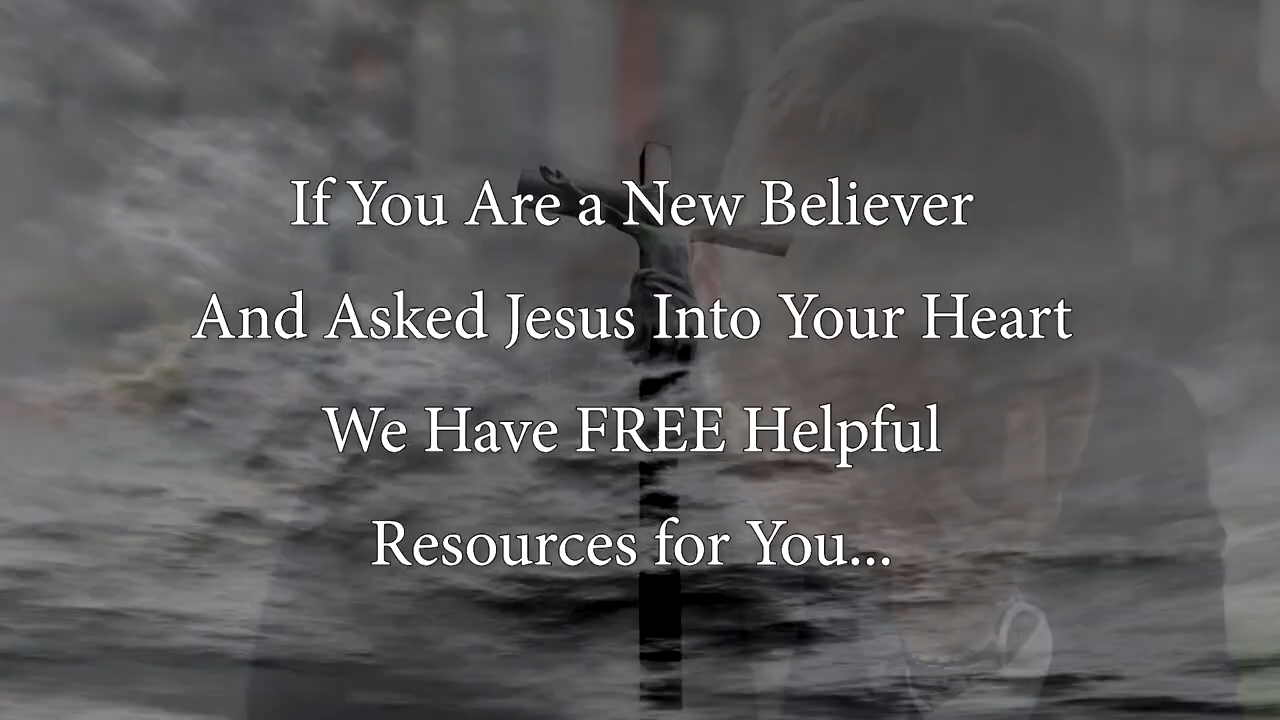 If You Are a New Believer
And Asked Jesus Into Your Heart
We Have FREE Helpful
Resources for You...